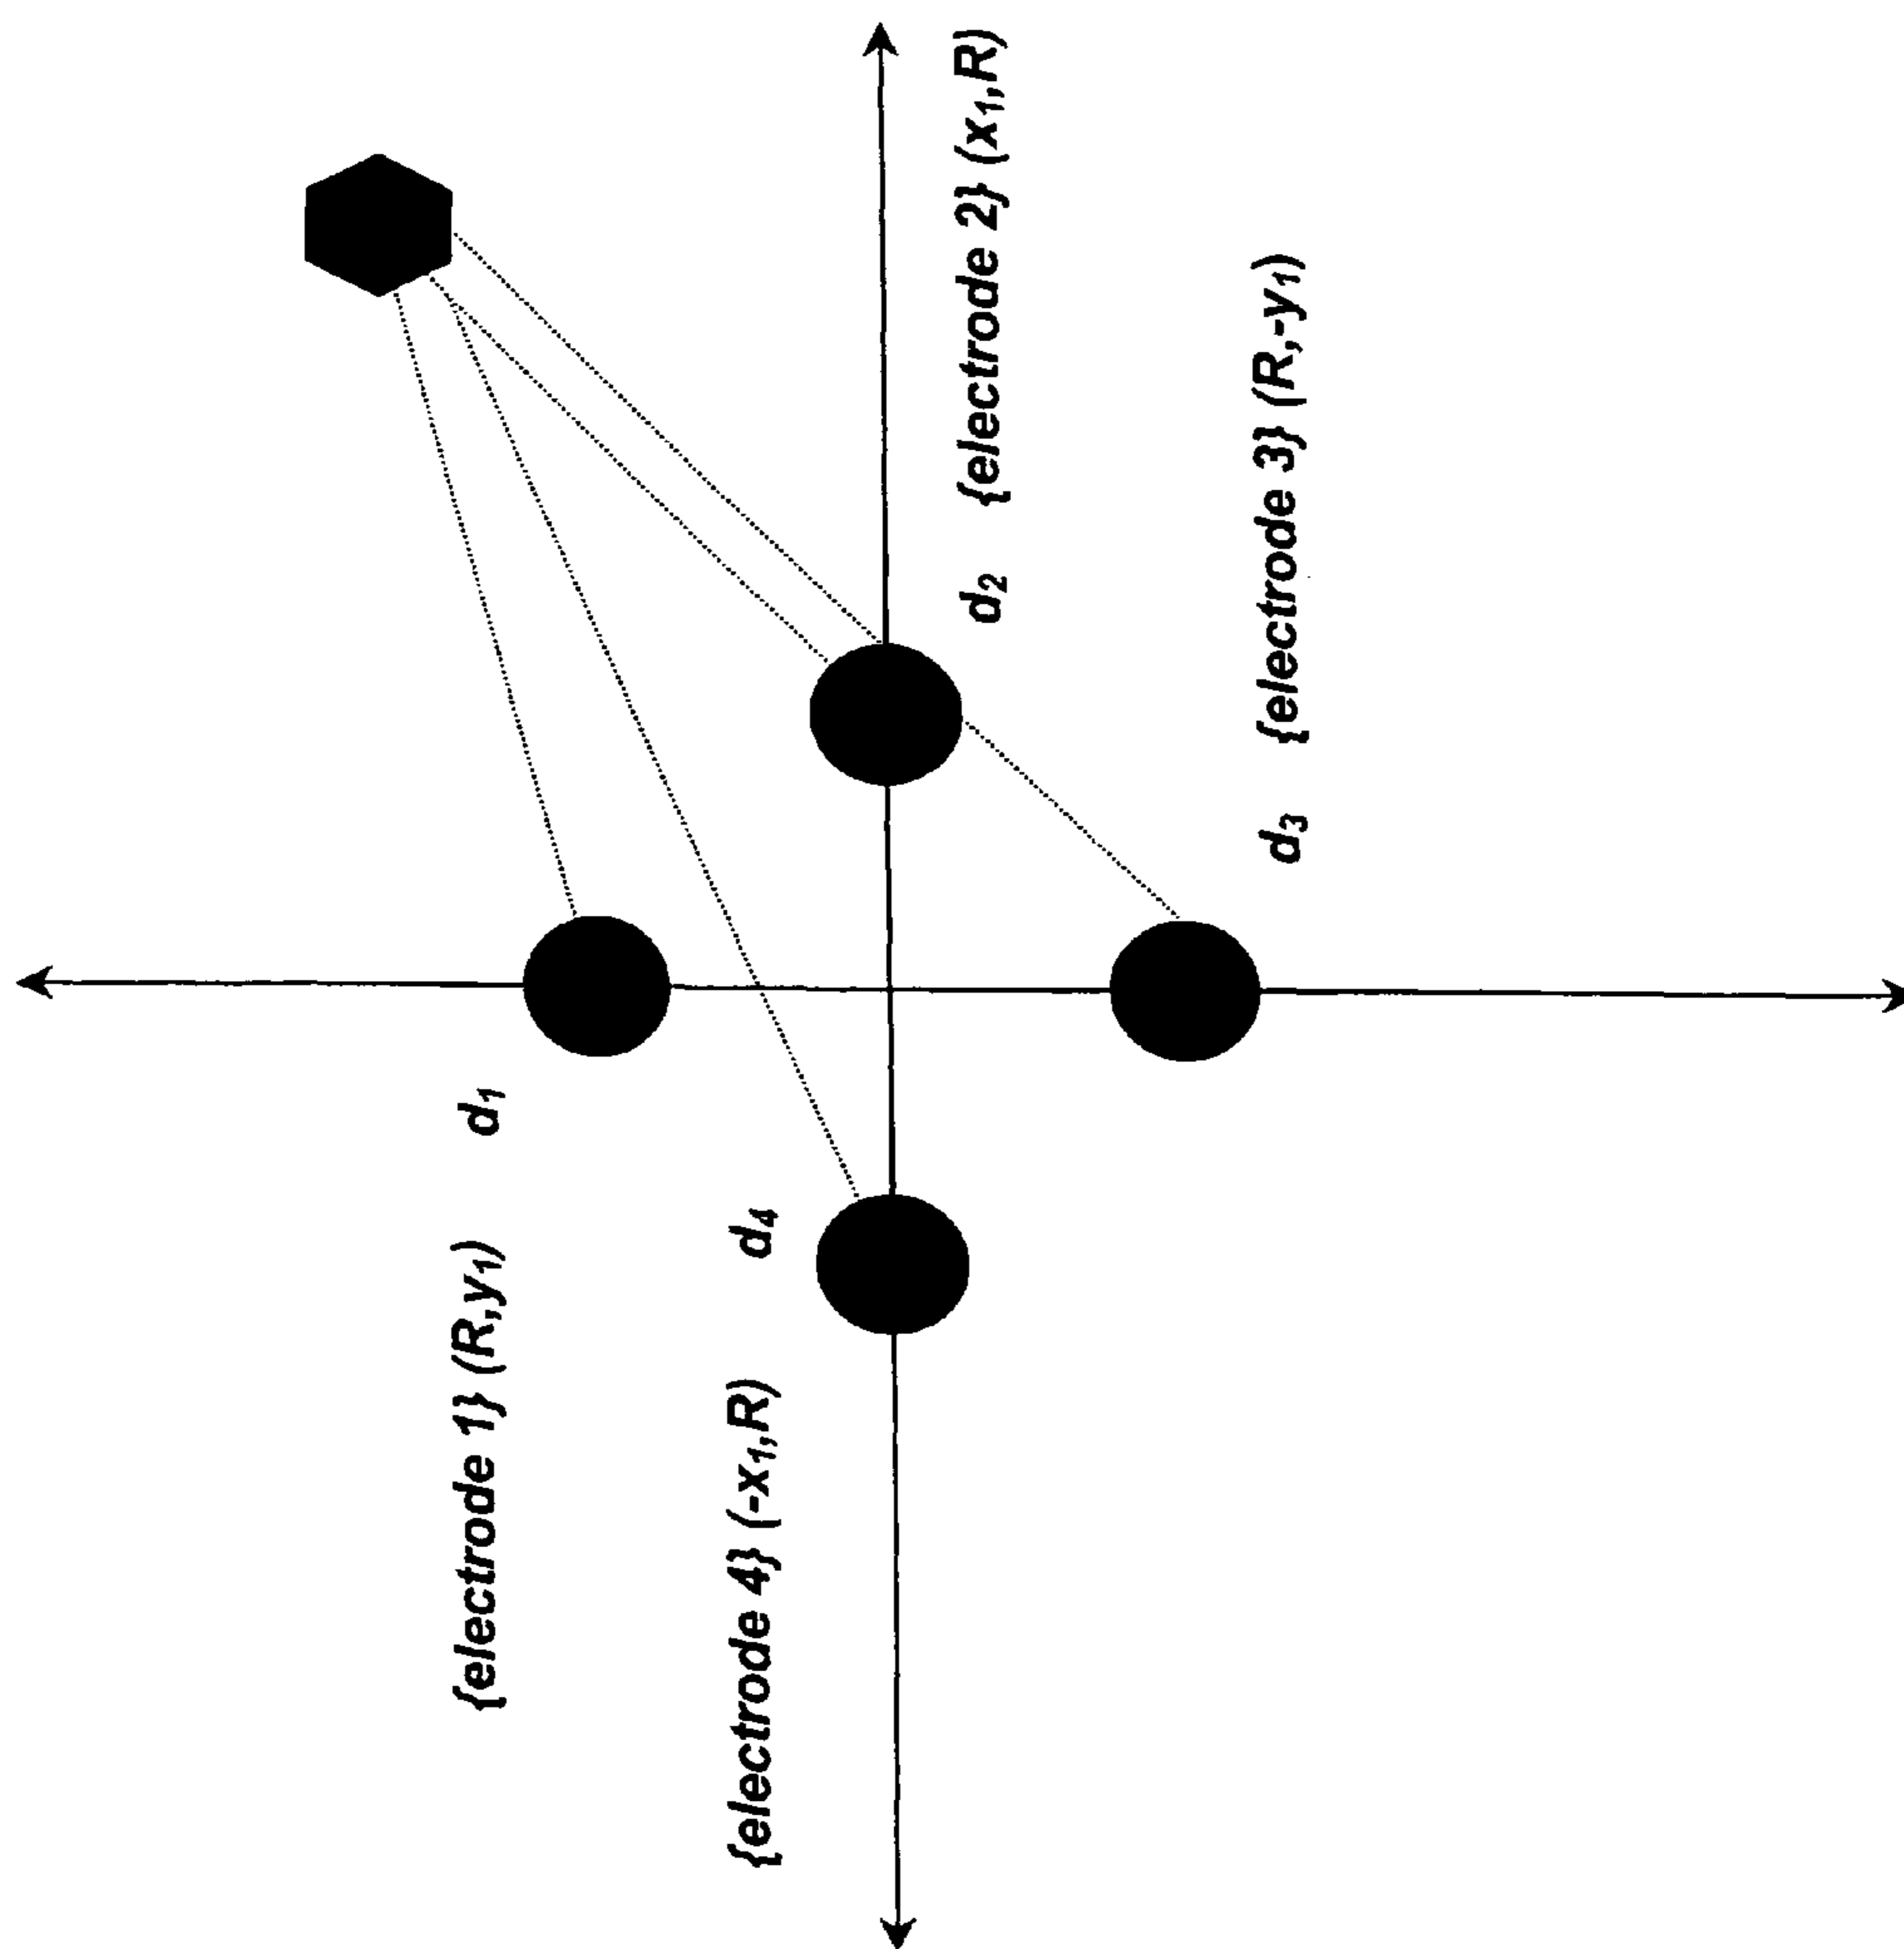 d₁ {electrode 1} (R,y₁)
d₂ {electrode 2} (x₁,R)
d₃ {electrode 3} (R,-y₁)
d₄ {electrode 4} (-x₁,R)